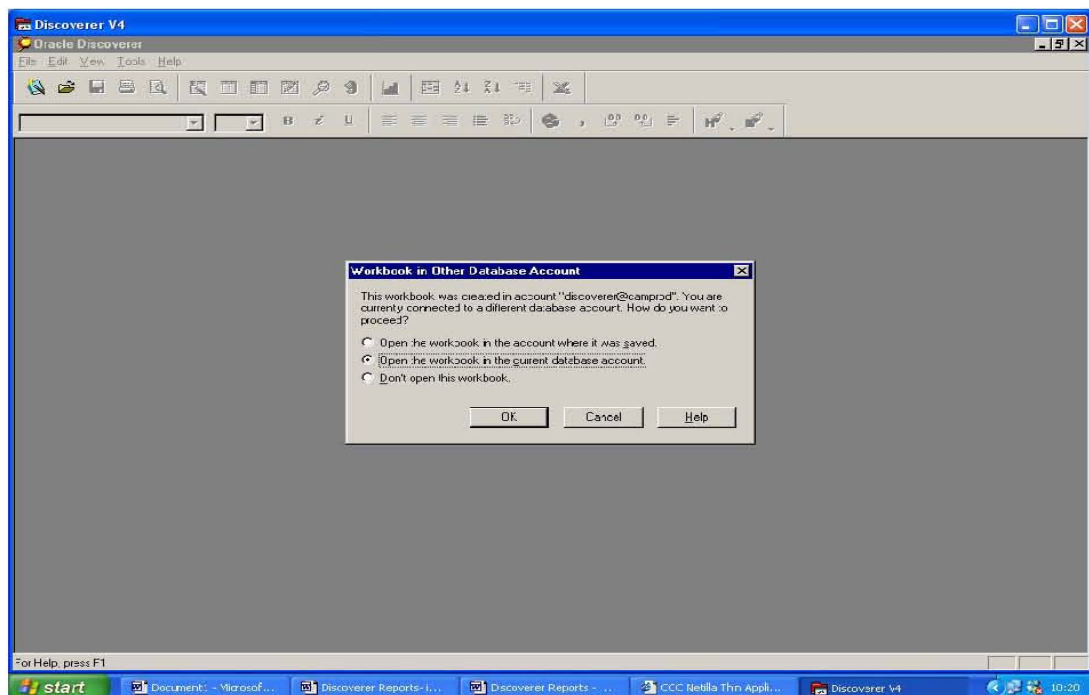 Discoverer V4
Oracle Discoverer
File Edit View Tools Help
B I U
Workbook in Other Database Account
This workbook was created in account "discoverer@camprod". You are
currently connected to a different database account. How do you want to
proceed?
Open the workbook in the account where it was saved.
Open the workbook in the current database account.
Don't open this workbook.
OK Cancel Help
For Help, press F1
start Document1 - Microsof... Discoverer Reports- i... Discoverer Reports - ... CCC Netilla Thin Appli... Discoverer V4 10:20